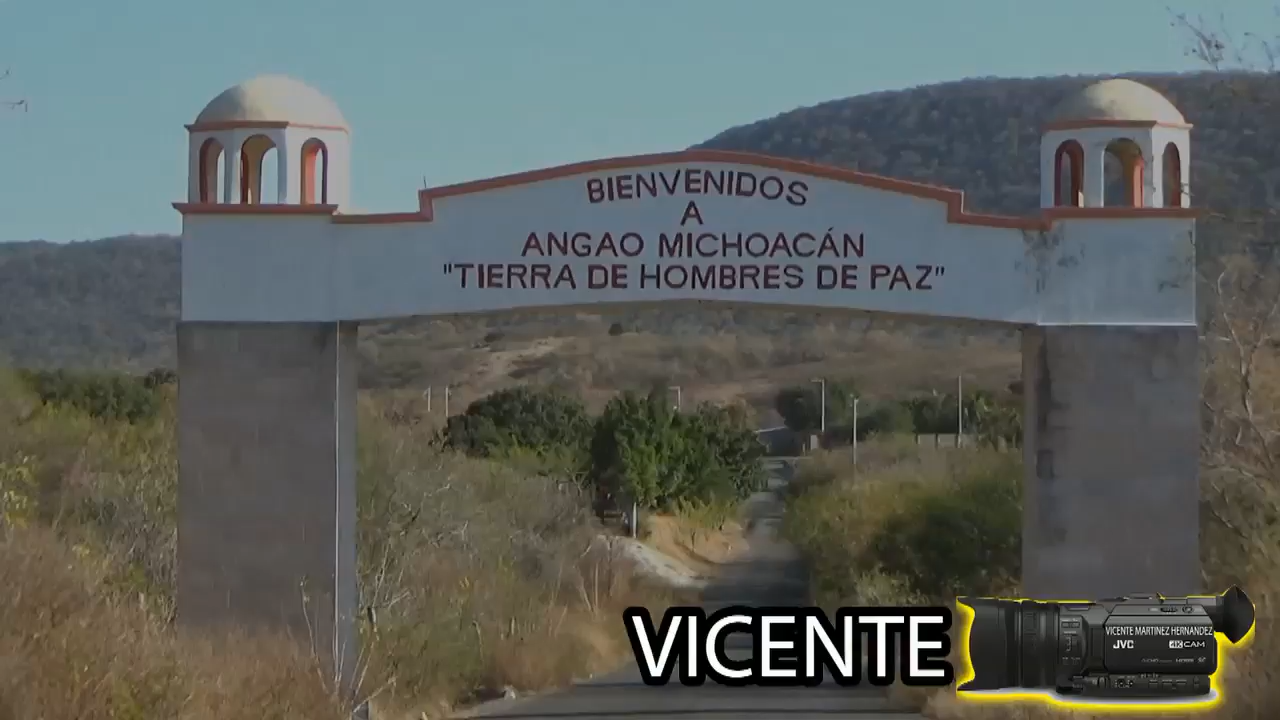 BIENVENIDOS
A
ANGAO MICHOACÁN
"TIERRA DE HOMBRES DE PAZ"
VICENTE
VICENTE MARTINEZ HERNANDEZ
JVC
4KCAM